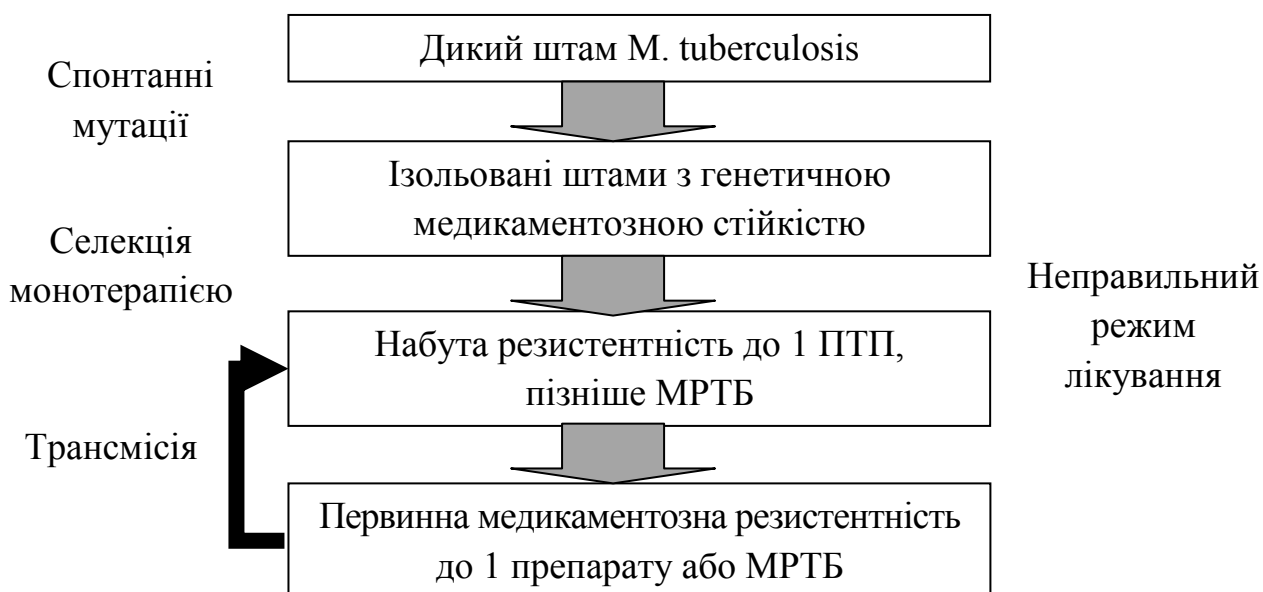 Дикий штам M. tuberculosis
Спонтанні
мутації
Ізольовані штами з генетичною
медикаментозною стійкістю
Селекція
монотерапією
Неправильний
режим
лікування
Набута резистентність до 1 ПТП,
пізніше МРТБ
Трансмісія
Первинна медикаментозна резистентність
до 1 препарату або МРТБ